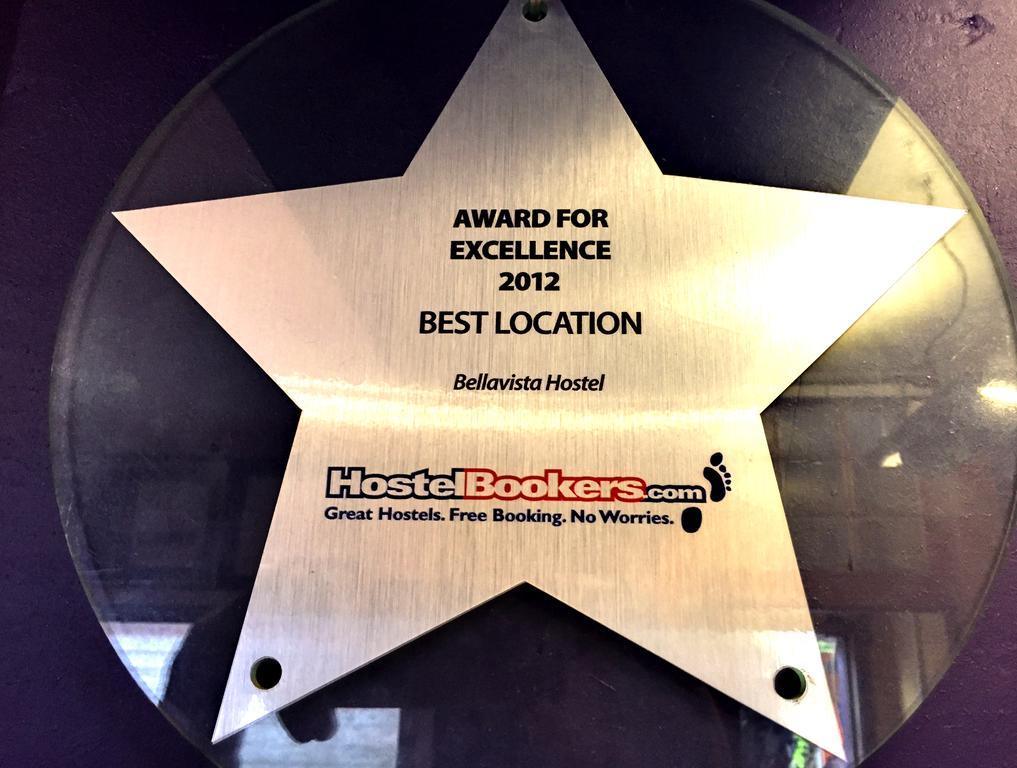 AWARD FOR
EXCELLENCE
2012
BEST LOCATION
Bellavista Hostel
HostelBookers.com
Great Hostels. Free Booking. No Worries.